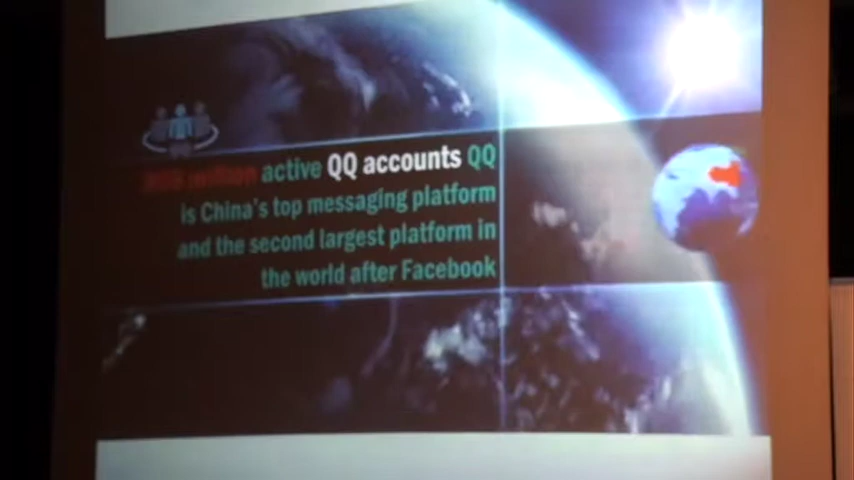 million active QQ accounts QQ
is China's top messaging platform
and the second largest platform in
the world after Facebook